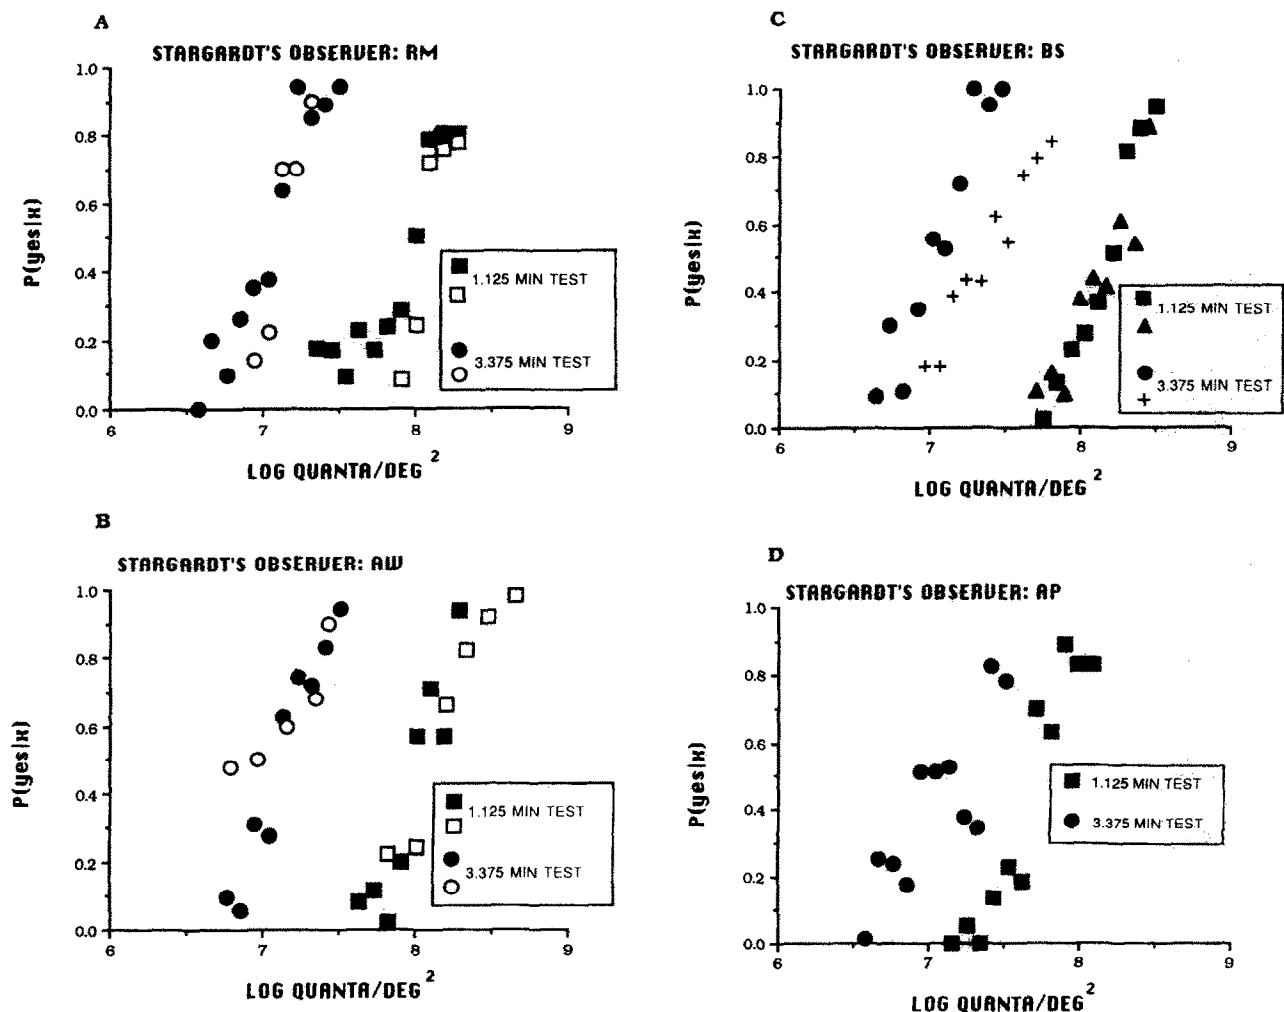 A
STARGARDT'S OBSERVER: RM
1.0
0.8
0.6
0.4
0.2
0.0
P(yes|x)
6
7
8
9
LOG QUANTA/DEG 2
1.125 MIN TEST
3.375 MIN TEST
B
STARGARDT'S OBSERVER: AW
1.0
0.8
0.6
0.4
0.2
0.0
P(yes|x)
6
7
8
9
LOG QUANTA/DEG 2
1.125 MIN TEST
3.375 MIN TEST
C
STARGARDT'S OBSERVER: BS
1.0
0.8
0.6
0.4
0.2
0.0
P(yes|x)
6
7
8
9
LOG QUANTA/DEG 2
1.125 MIN TEST
3.375 MIN TEST
D
STARGARDT'S OBSERVER: AP
1.0
0.8
0.6
0.4
0.2
0.0
P(yes|x)
6
7
8
9
LOG QUANTA/DEG 2
1.125 MIN TEST
3.375 MIN TEST